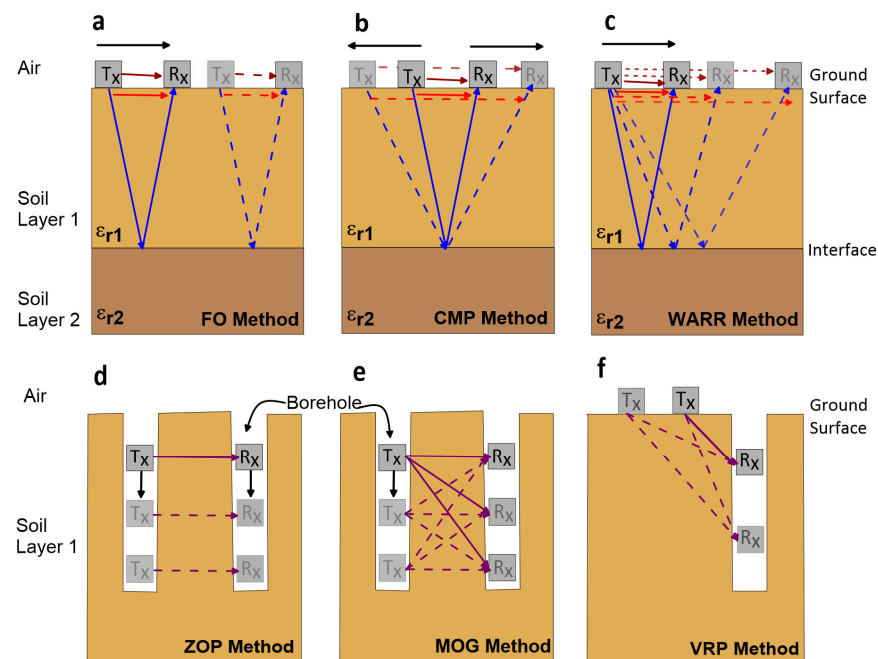 a
b
c
Air
Tx Rx Tx Rx
Tx Tx Rx Rx
Tx Rx Rx Rx
Ground
Surface
Soil
Layer 1
εr1
εr1
εr1
Interface
Soil
Layer 2
εr2 FO Method
εr2 CMP Method
εr2 WARR Method
d
e
f
Air
Borehole
Ground
Surface
Tx Rx
Tx Rx
Tx Rx
Tx Rx
Tx Rx
Tx Rx
Tx Tx
Rx
Rx
Soil
Layer 1
ZOP Method
MOG Method
VRP Method